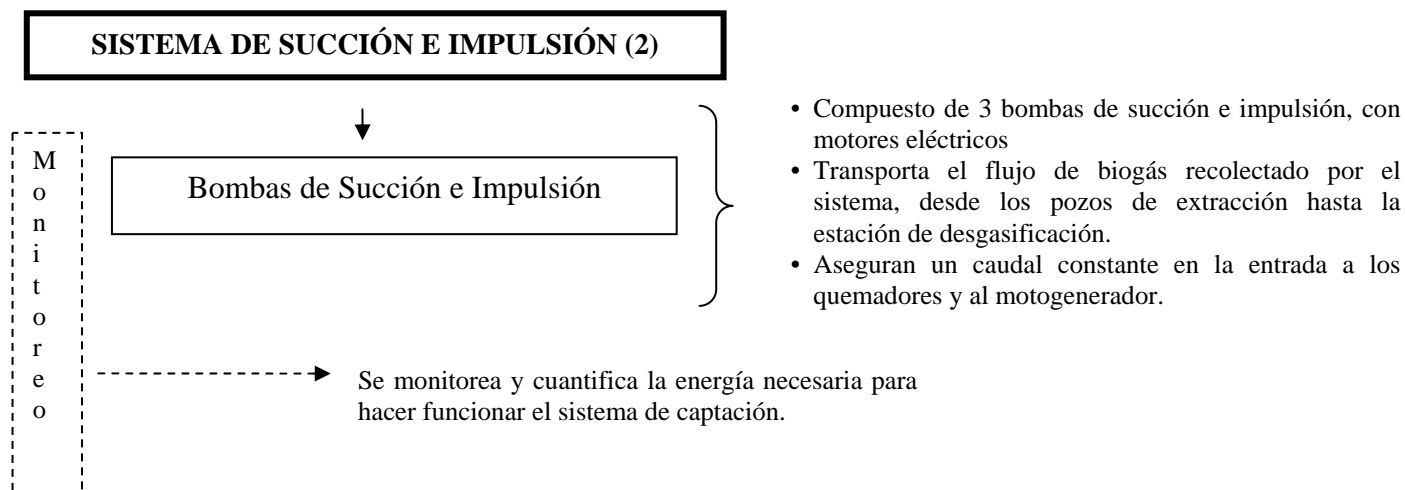 SISTEMA DE SUCCIÓN E IMPULSIÓN (2)
Monitoreo
Bombas de Succión e Impulsión
• Compuesto de 3 bombas de succión e impulsión, con
motores eléctricos
• Transporta el flujo de biogás recolectado por el
sistema, desde los pozos de extracción hasta la
estación de desgasificación.
• Aseguran un caudal constante en la entrada a los
quemadores y al motogenerador.
Se monitorea y cuantifica la energía necesaria para
hacer funcionar el sistema de captación.